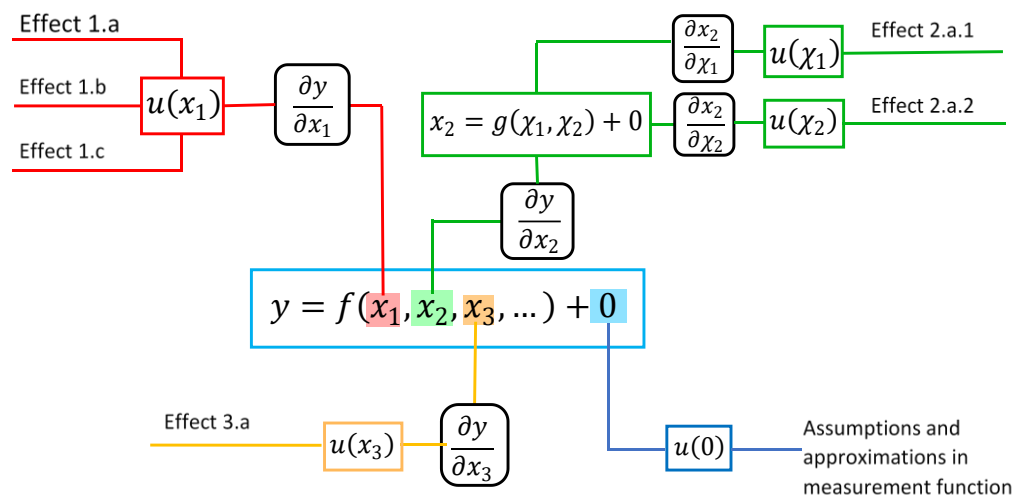 Effect 1.a
Effect 1.b
Effect 1.c
u(x₁)
∂y
∂x₁
∂x₂
∂χ₁
u(χ₁)
Effect 2.a.1
x₂ = g(χ₁, χ₂) + 0
∂x₂
∂χ₂
u(χ₂)
Effect 2.a.2
∂y
∂x₂
y = f(x₁, x₂, x₃, …) + 0
Effect 3.a
u(x₃)
∂y
∂x₃
u(0)
Assumptions and
approximations in
measurement function